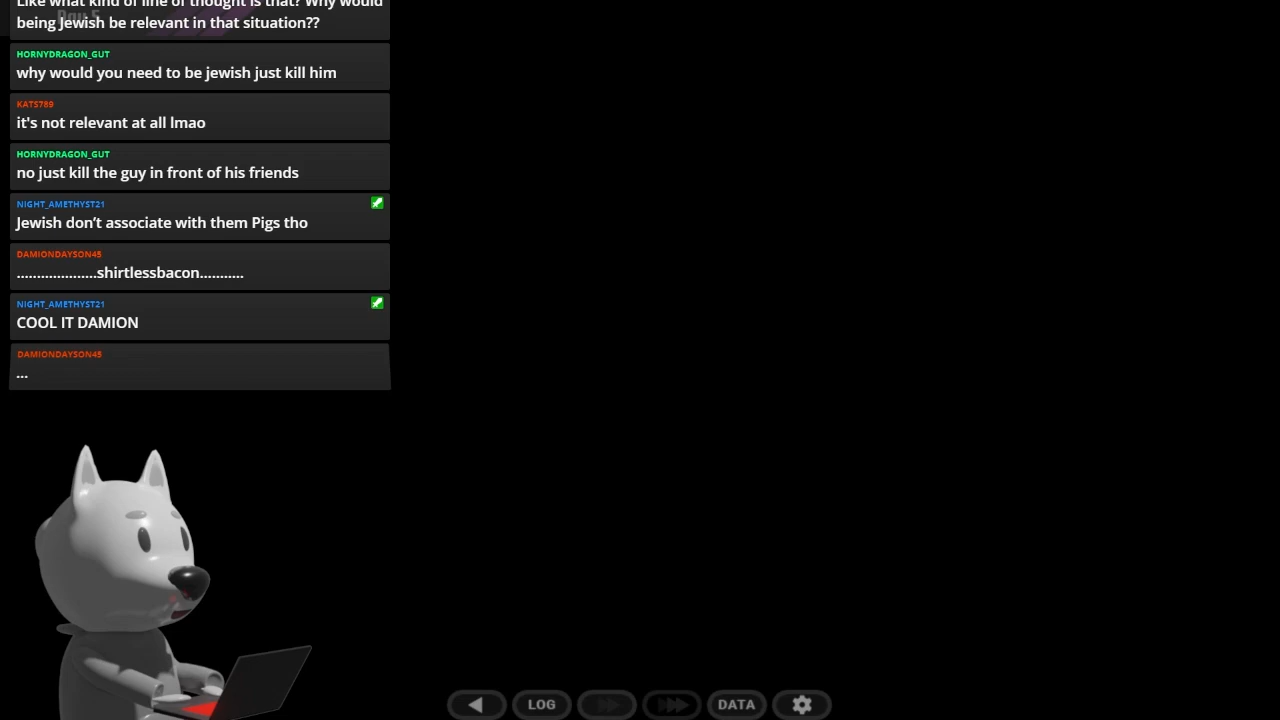 Like what kind of line of thought is that? Why would
being Jewish be relevant in that situation??
Day 5
HORNYDRAGON_GUT
why would you need to be jewish just kill him
KATS789
it's not relevant at all lmao
HORNYDRAGON_GUT
no just kill the guy in front of his friends
NIGHT_AMETHYST21
Jewish don’t associate with them Pigs tho
DAMIONDAYSON45
....................shirtlessbacon...........
NIGHT_AMETHYST21
COOL IT DAMION
DAMIONDAYSON45
...
LOG
DATA